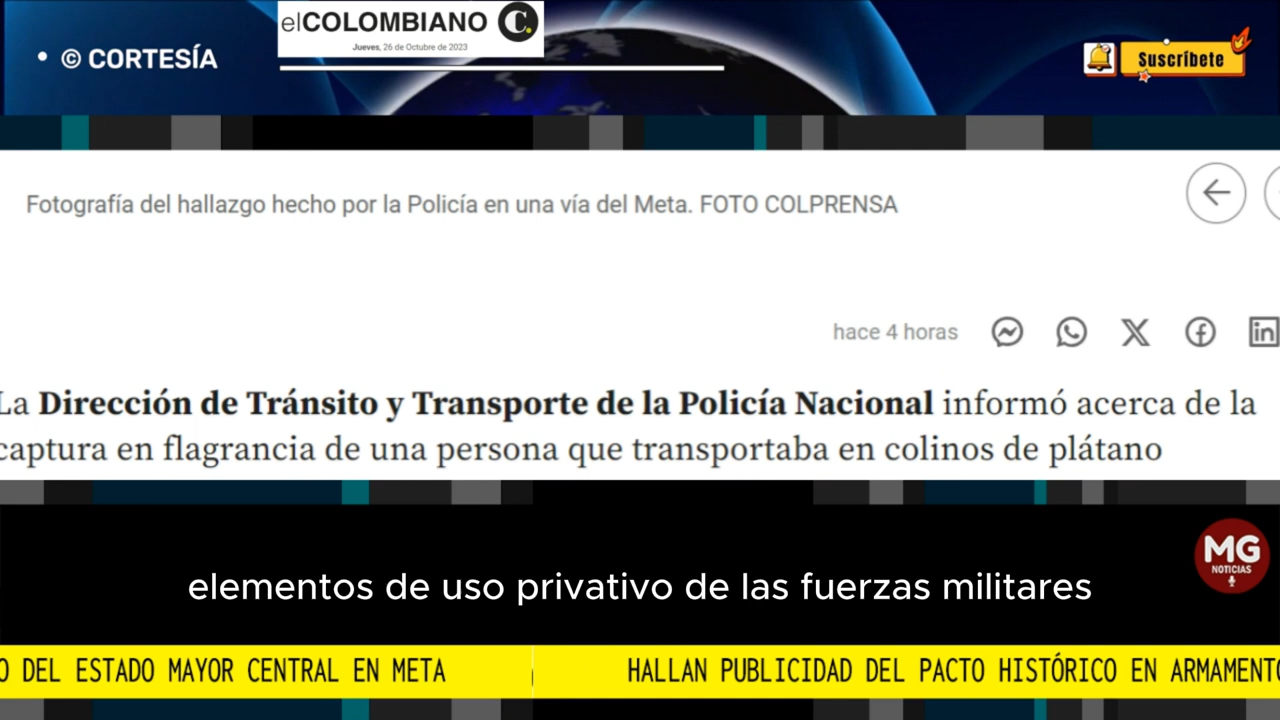 elCOLOMBIANO C.
Jueves, 26 de Octubre de 2023
• © CORTESÍA
Suscríbete
Fotografía del hallazgo hecho por la Policía en una vía del Meta. FOTO COLPRENSA
hace 4 horas
La Dirección de Tránsito y Transporte de la Policía Nacional informó acerca de la
captura en flagrancia de una persona que transportaba en colinos de plátano
MG
NOTICIAS
elementos de uso privativo de las fuerzas militares
O DEL ESTADO MAYOR CENTRAL EN META HALLAN PUBLICIDAD DEL PACTO HISTÓRICO EN ARMAMENTO